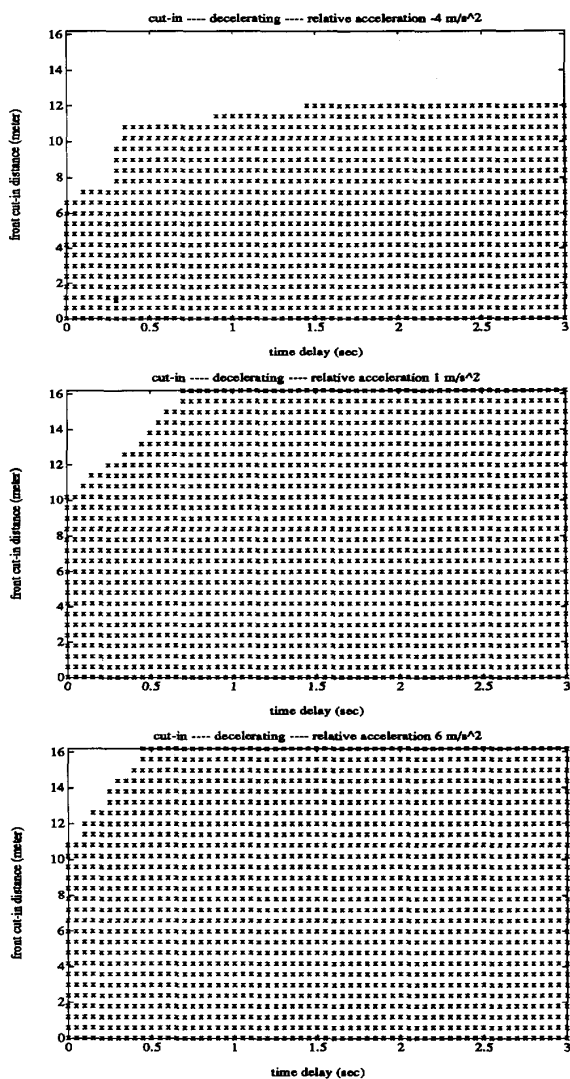 cut-in ---- decelerating ---- relative acceleration -4 m/s^2
16
14
12
10
8
6
4
2
0
front cut-in distance (meter)
0 0.5 1 1.5 2 2.5 3
time delay (sec)
cut-in ---- decelerating ---- relative acceleration 1 m/s^2
16
14
12
10
8
6
4
2
0
front cut-in distance (meter)
0 0.5 1 1.5 2 2.5 3
time delay (sec)
cut-in ---- decelerating ---- relative acceleration 6 m/s^2
16
14
12
10
8
6
4
2
0
front cut-in distance (meter)
0 0.5 1 1.5 2 2.5 3
time delay (sec)